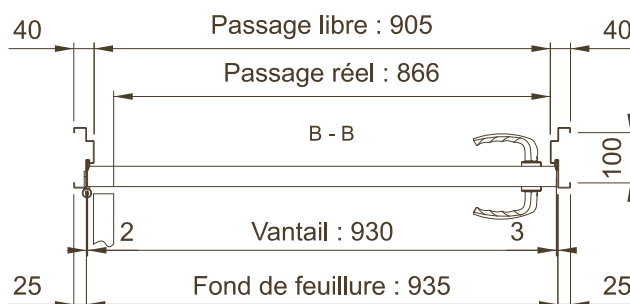 40 Passage libre : 905 40
Passage réel : 866
B - B
100
2 Vantail : 930 3
25 Fond de feuillure : 935 25